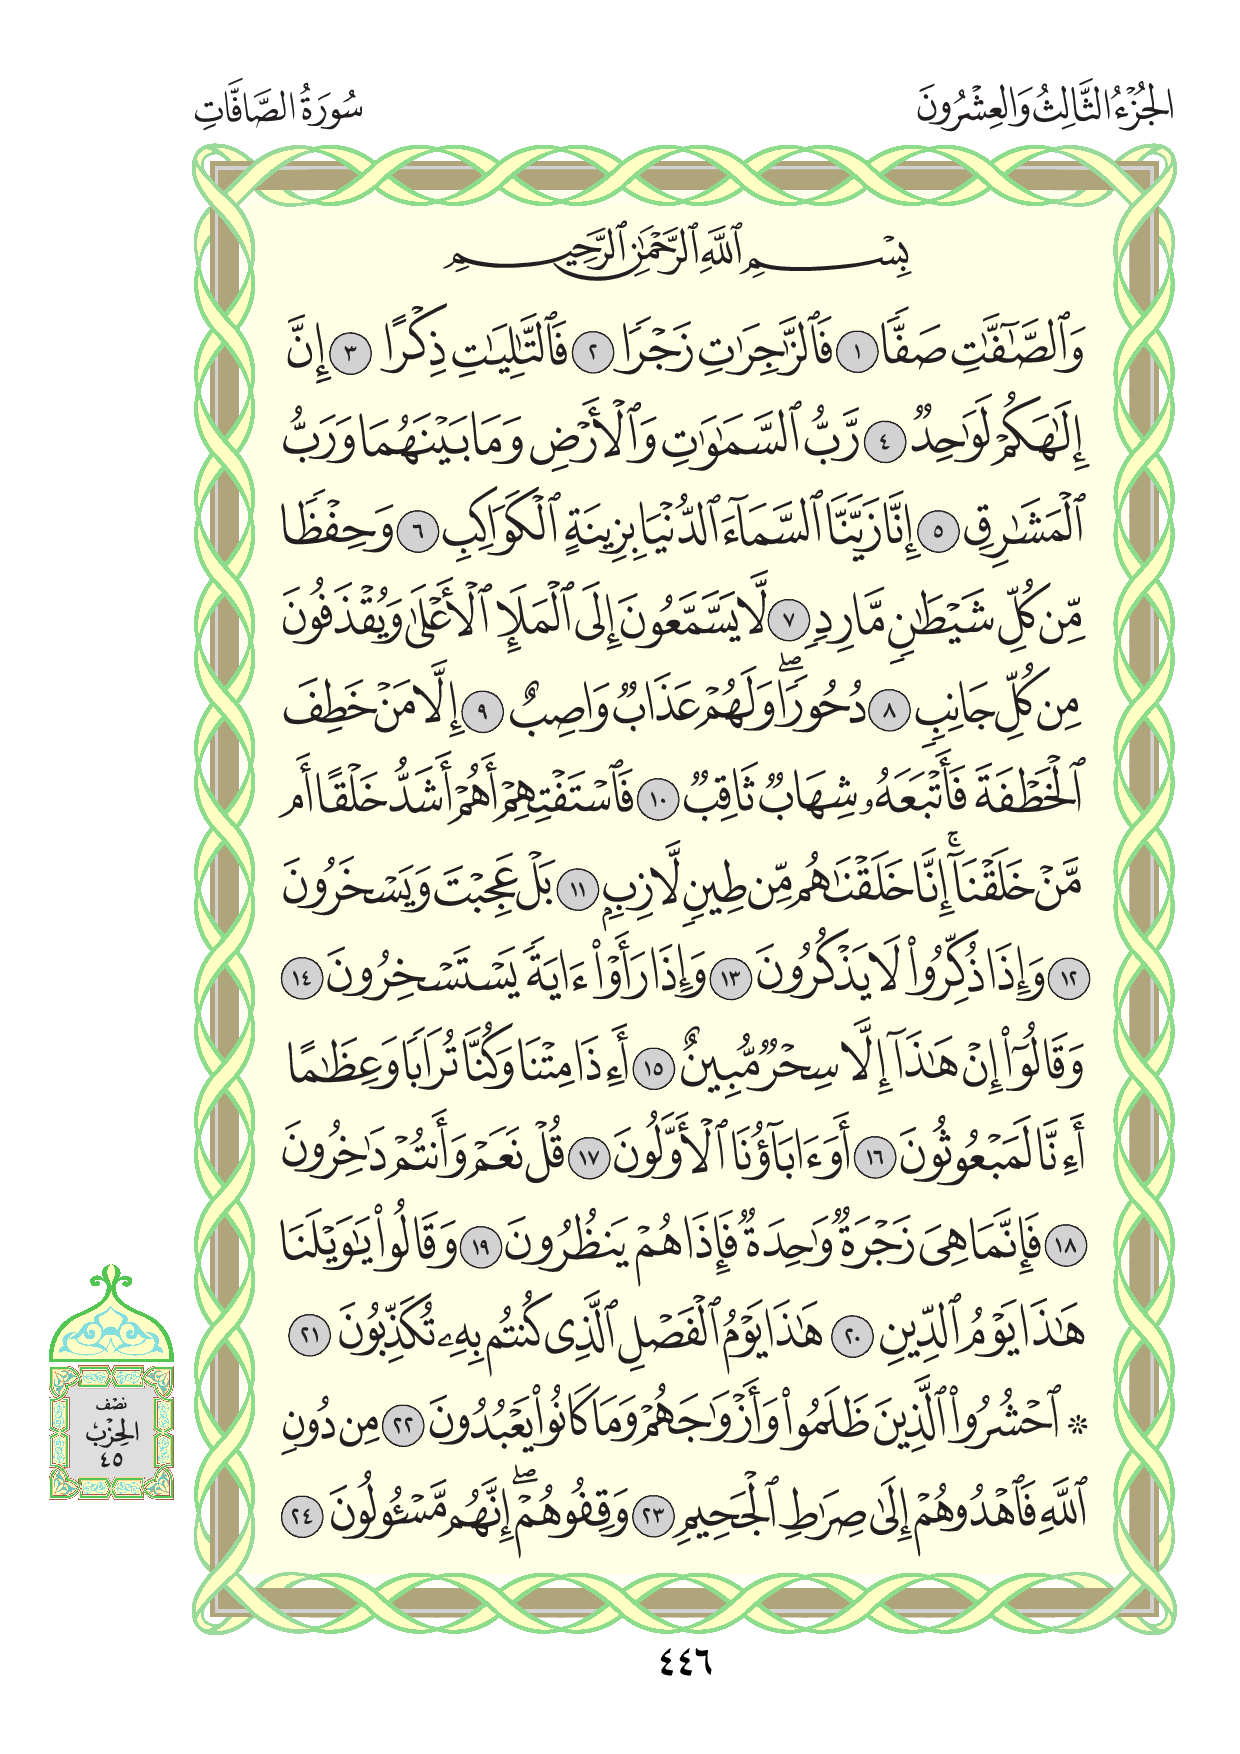 الجُزْءُ الثَّالِثُ وَالعِشْرُونَ
سُورَةُ الصَّافَّاتِ
بِسْمِ ٱللَّهِ ٱلرَّحْمَٰنِ ٱلرَّحِيمِ
وَٱلصَّٰٓفَّٰتِ صَفًّا ١ فَٱلزَّٰجِرَٰتِ زَجْرًا ٢ فَٱلتَّٰلِيَٰتِ ذِكْرًا ٣ إِنَّ
إِلَٰهَكُمْ لَوَٰحِدٌ ٤ رَّبُّ ٱلسَّمَٰوَٰتِ وَٱلْأَرْضِ وَمَا بَيْنَهُمَا وَرَبُّ
ٱلْمَشَٰرِقِ ٥ إِنَّا زَيَّنَّا ٱلسَّمَآءَ ٱلدُّنْيَا بِزِينَةٍ ٱلْكَوَاكِبِ ٦ وَحِفْظًا
مِّن كُلِّ شَيْطَٰنٍ مَّارِدٍ ٧ لَّا يَسَّمَّعُونَ إِلَى ٱلْمَلَإِ ٱلْأَعْلَىٰ وَيُقْذَفُونَ
مِن كُلِّ جَانِبٍ ٨ دُحُورًا ۖ وَلَهُمْ عَذَابٌ وَاصِبٌ ٩ إِلَّا مَنْ خَطِفَ
ٱلْخَطْفَةَ فَأَتْبَعَهُۥ شِهَابٌ ثَاقِبٌ ١٠ فَٱسْتَفْتِهِمْ أَهُمْ أَشَدُّ خَلْقًا أَم
مَّنْ خَلَقْنَآ ۚ إِنَّا خَلَقْنَٰهُم مِّن طِينٍ لَّازِبٍۭ ١١ بَلْ عَجِبْتَ وَيَسْخَرُونَ
١٢ وَإِذَا ذُكِّرُوا۟ لَا يَذْكُرُونَ ١٣ وَإِذَا رَأَوْا۟ ءَايَةً يَسْتَسْخِرُونَ ١٤
وَقَالُوٓا۟ إِنْ هَٰذَآ إِلَّا سِحْرٌ مُّبِينٌ ١٥ أَءِذَا مِتْنَا وَكُنَّا تُرَابًا وَعِظَٰمًا
أَءِنَّا لَمَبْعُوثُونَ ١٦ أَوَءَابَآؤُنَا ٱلْأَوَّلُونَ ١٧ قُلْ نَعَمْ وَأَنتُمْ دَٰخِرُونَ
١٨ فَإِنَّمَا هِىَ زَجْرَةٌ وَٰحِدَةٌ فَإِذَا هُمْ يَنظُرُونَ ١٩ وَقَالُوا۟ يَٰوَيْلَنَا
هَٰذَا يَوْمُ ٱلدِّينِ ٢٠ هَٰذَا يَوْمُ ٱلْفَصْلِ ٱلَّذِى كُنتُم بِهِۦ تُكَذِّبُونَ ٢١
* ٱحْشُرُوا۟ ٱلَّذِينَ ظَلَمُوا۟ وَأَزْوَٰجَهُمْ وَمَا كَانُوا۟ يَعْبُدُونَ ٢٢ مِن دُونِ
ٱللَّهِ فَٱهْدُوهُمْ إِلَىٰ صِرَٰطِ ٱلْجَحِيمِ ٢٣ وَقِفُوهُمْ ۖ إِنَّهُم مَّسْـُٔولُونَ ٢٤
نصْف
الحِزْب
٤٥
٤٤٦